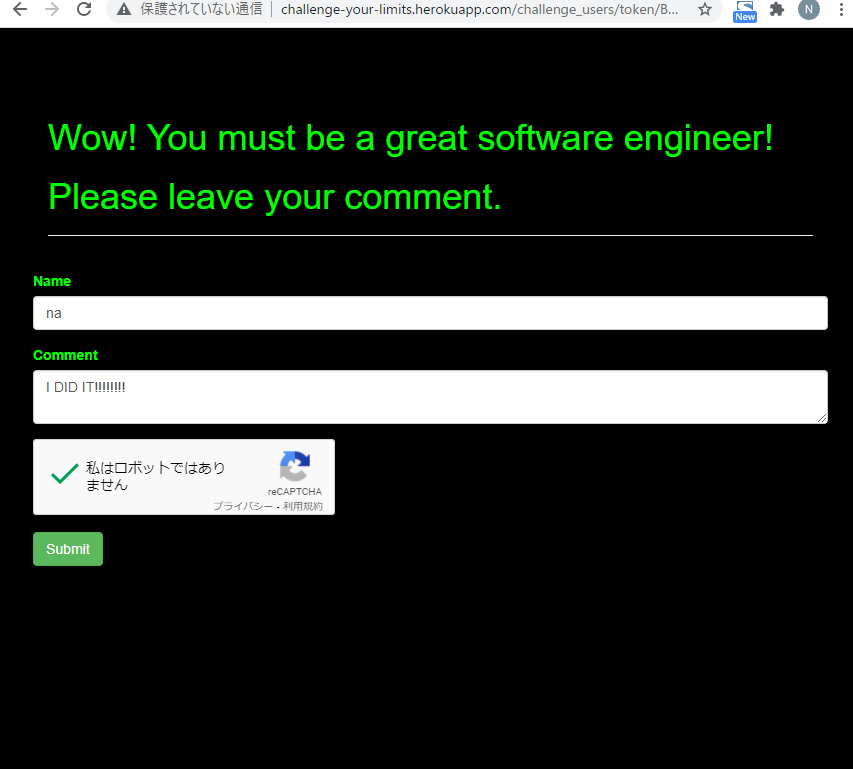 保護されていない通信 challenge-your-limits.herokuapp.com/challenge_users/token/B...
New
N
Wow! You must be a great software engineer!
Please leave your comment.
Name
na
Comment
I DID IT!!!!!!!!
私はロボットではあり
ません
reCAPTCHA
プライバシー - 利用規約
Submit